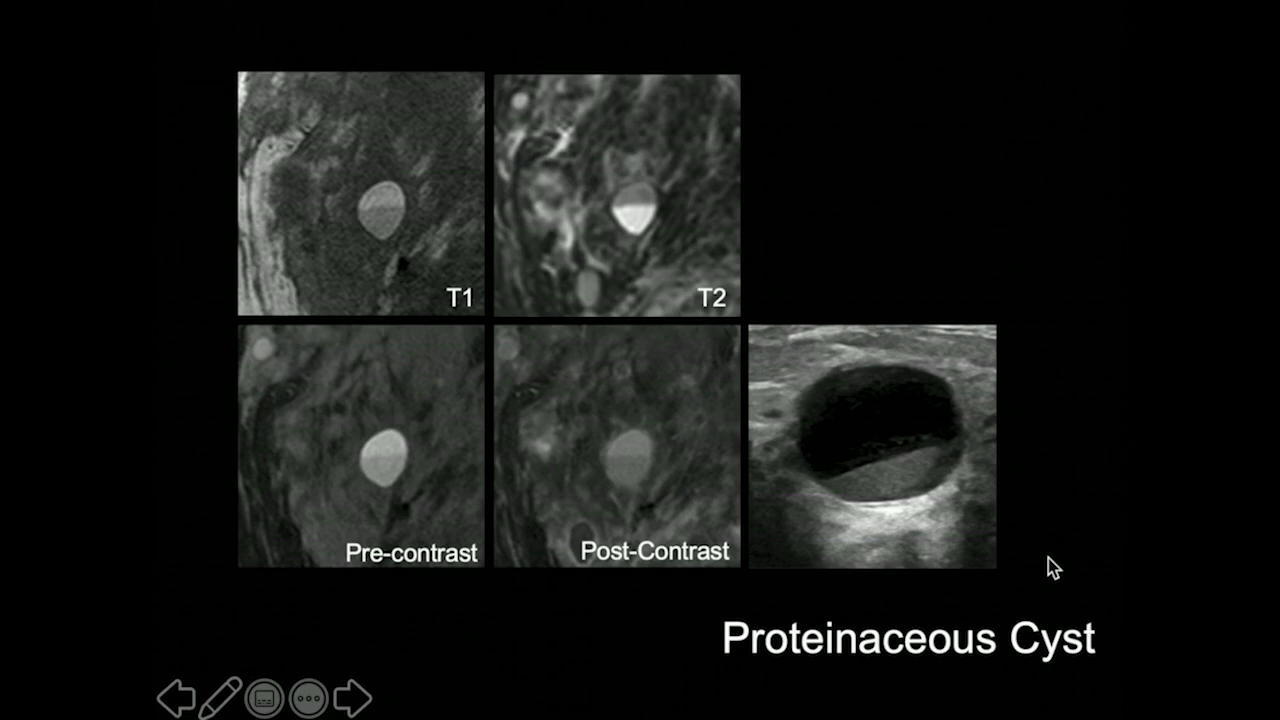 T1
T2
Pre-contrast
Post-Contrast
Proteinaceous Cyst